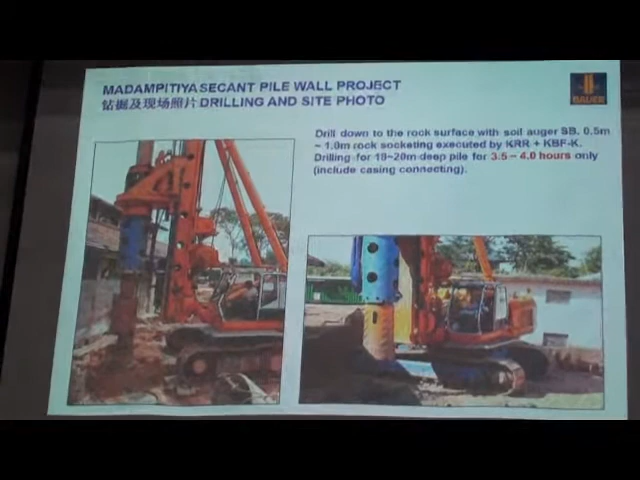 MADAMPITIYA SECANT PILE WALL PROJECT
钻掘及现场照片 DRILLING AND SITE PHOTO
BAUER
Drill down to the rock surface with soil auger SB. 0.5m
~ 1.0m rock socketing executed by KRR + KBF-K.
Drilling for 19~20m deep pile for 3.5 – 4.0 hours only
(include casing connecting).